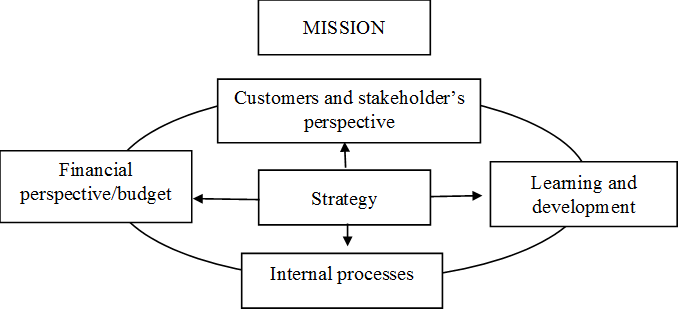 MISSION
Customers and stakeholder’s
perspective
Financial
perspective/budget
Strategy
Learning and
development
Internal processes